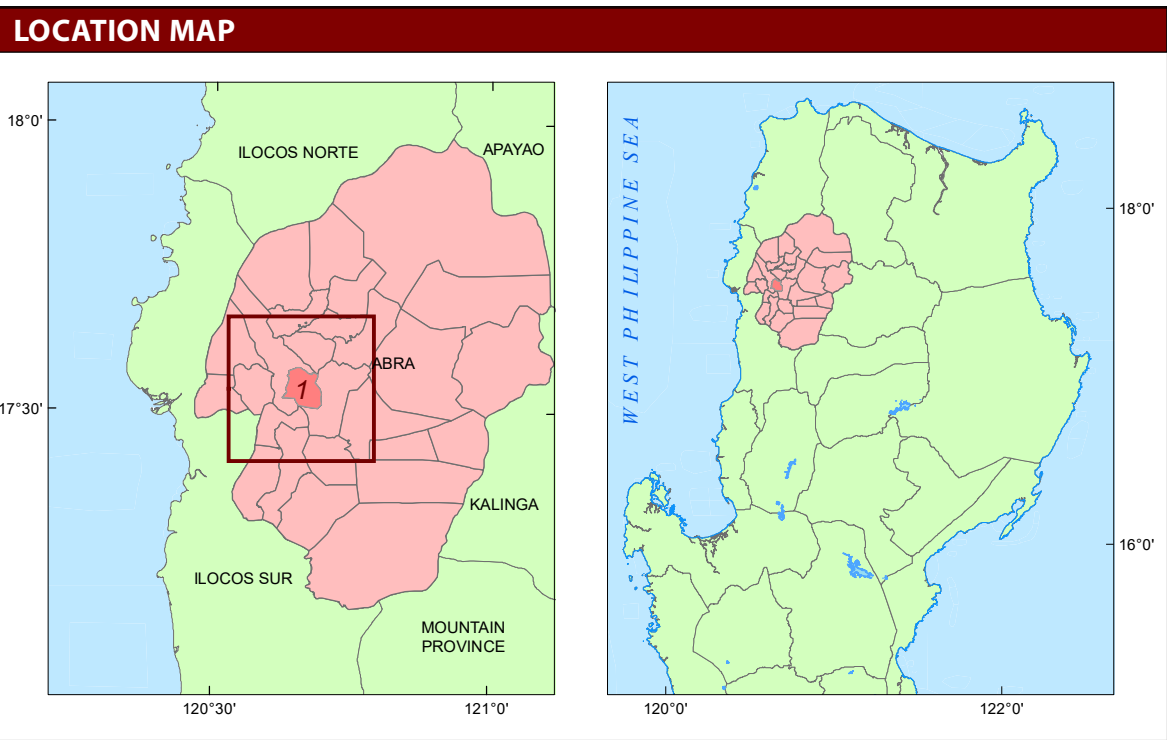 LOCATION MAP
18°0'
ILOCOS NORTE
APAYAO
ABRA
1
17°30'
KALINGA
ILOCOS SUR
MOUNTAIN
PROVINCE
120°30'
121°0'
WEST PHILIPPINE SEA
18°0'
16°0'
120°0'
122°0'